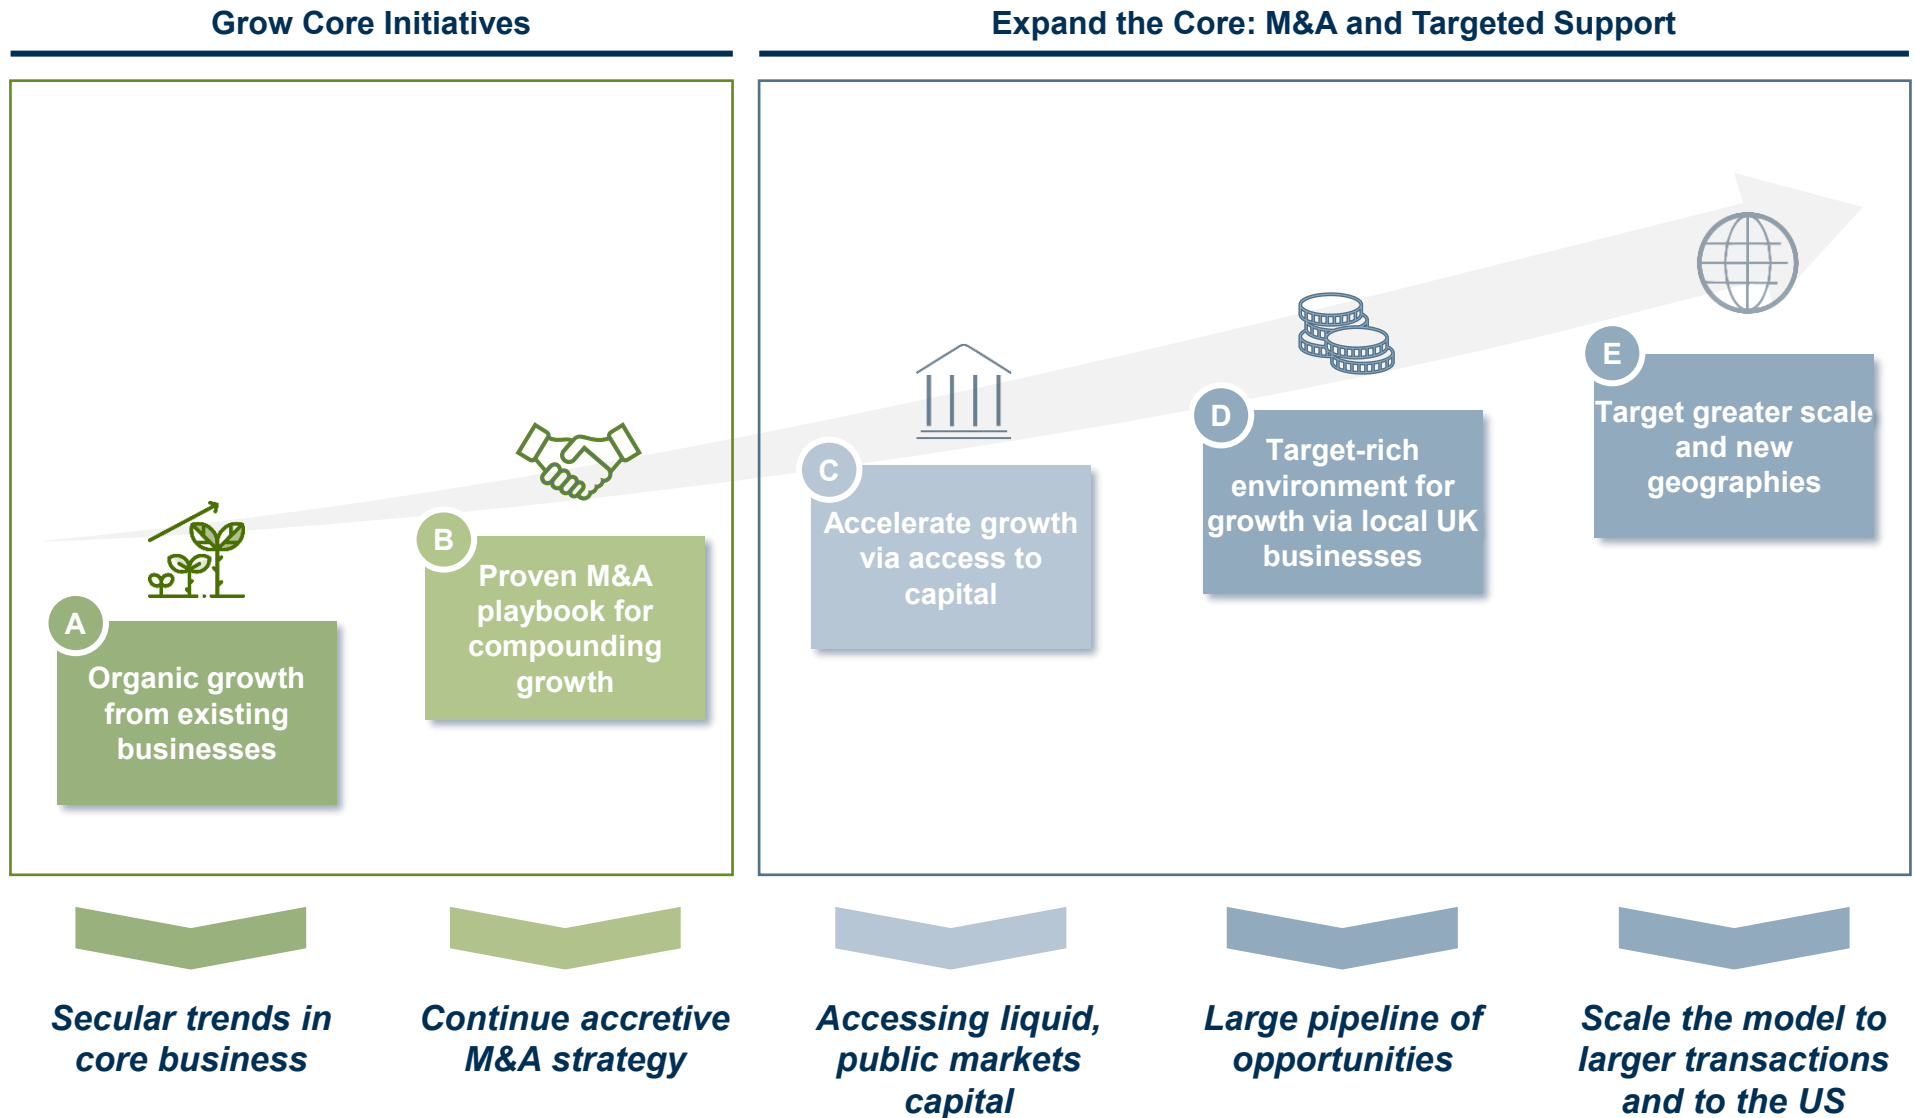 Grow Core Initiatives
Expand the Core: M&A and Targeted Support
A
Organic growth
from existing
businesses
B
Proven M&A
playbook for
compounding
growth
C
Accelerate growth
via access to
capital
D
Target-rich
environment for
growth via local UK
businesses
E
Target greater scale
and new
geographies
Secular trends in
core business
Continue accretive
M&A strategy
Accessing liquid,
public markets
capital
Large pipeline of
opportunities
Scale the model to
larger transactions
and to the US